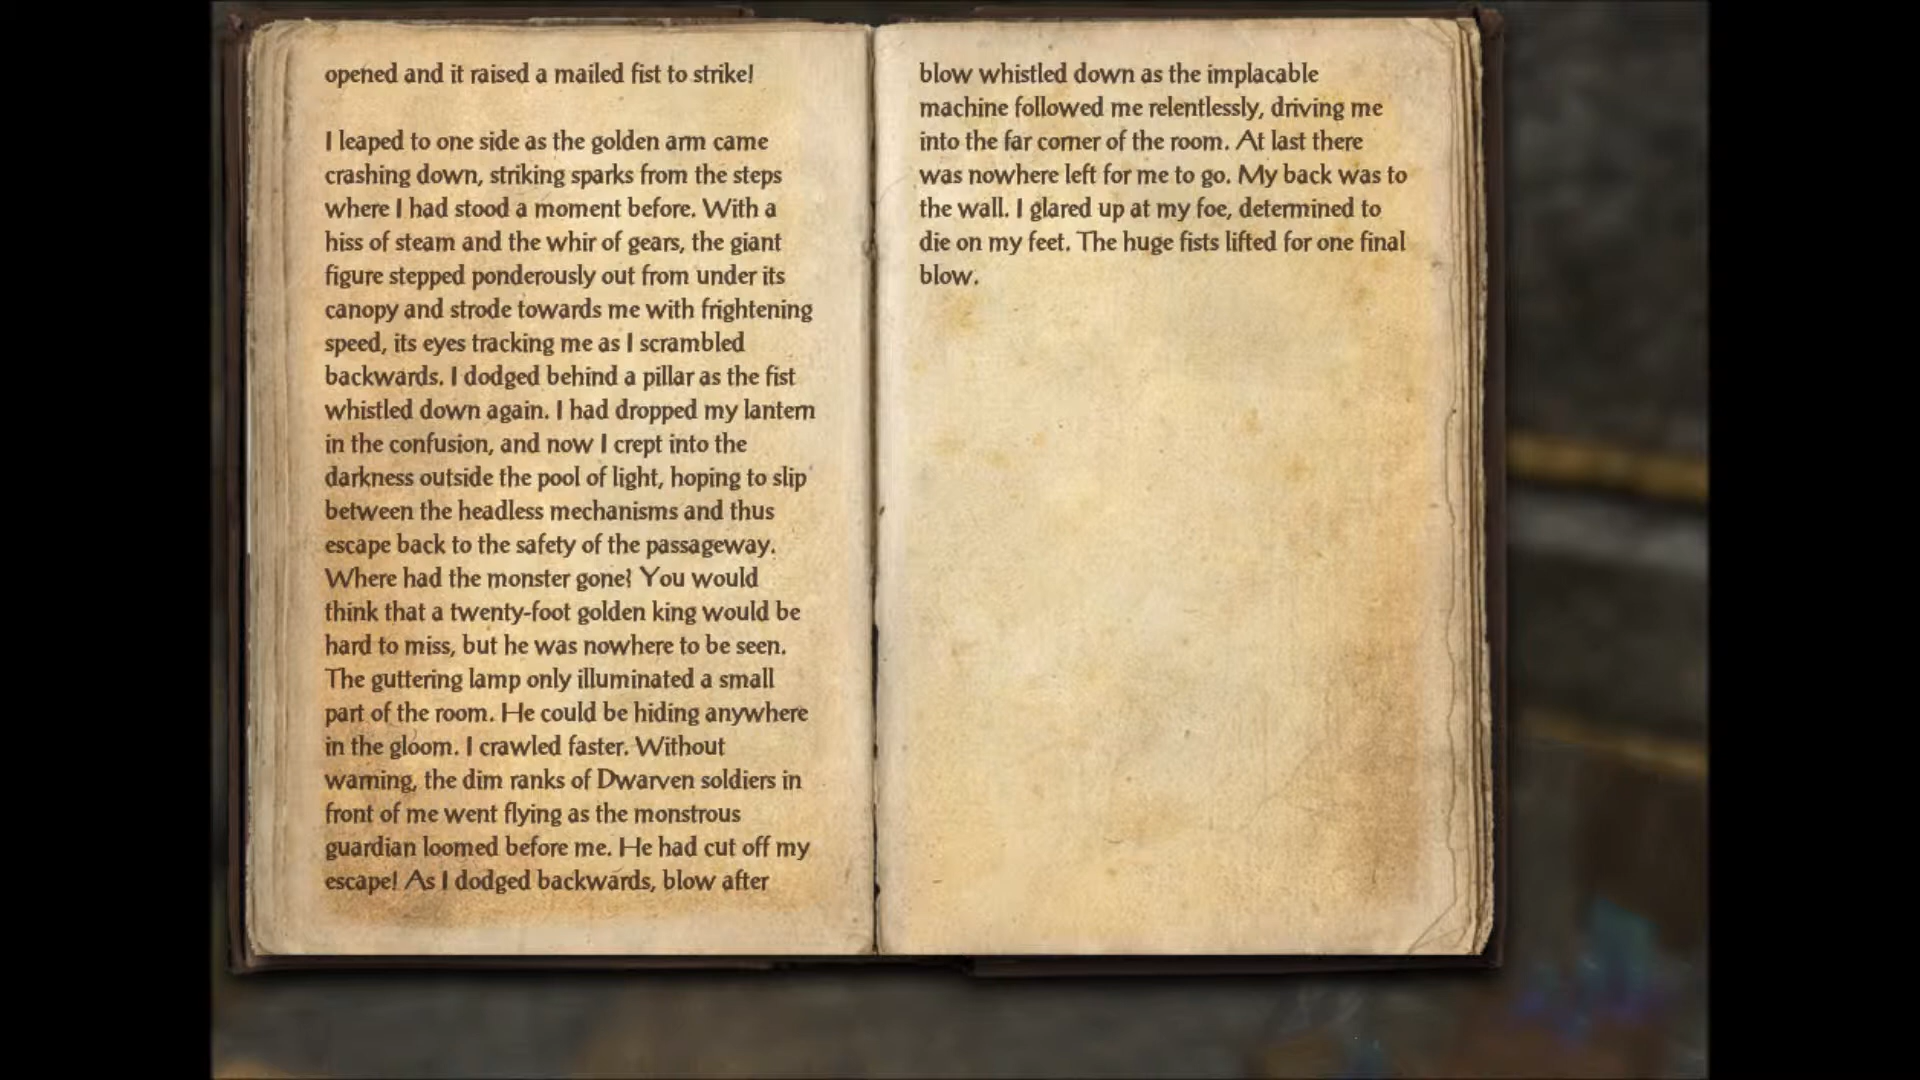 opened and it raised a mailed fist to strike!
I leaped to one side as the golden arm came
crashing down, striking sparks from the steps
where I had stood a moment before. With a
hiss of steam and the whir of gears, the giant
figure stepped ponderously out from under its
canopy and strode towards me with frightening
speed, its eyes tracking me as I scrambled
backwards. I dodged behind a pillar as the fist
whistled down again. I had dropped my lantern
in the confusion, and now I crept into the
darkness outside the pool of light, hoping to slip
between the headless mechanisms and thus
escape back to the safety of the passageway.
Where had the monster gone? You would
think that a twenty-foot golden king would be
hard to miss, but he was nowhere to be seen.
The guttering lamp only illuminated a small
part of the room. He could be hiding anywhere
in the gloom. I crawled faster. Without
warning, the dim ranks of Dwarven soldiers in
front of me went flying as the monstrous
guardian loomed before me. He had cut off my
escape! As I dodged backwards, blow after
blow whistled down as the implacable
machine followed me relentlessly, driving me
into the far corner of the room. At last there
was nowhere left for me to go. My back was to
the wall. I glared up at my foe, determined to
die on my feet. The huge fists lifted for one final
blow.